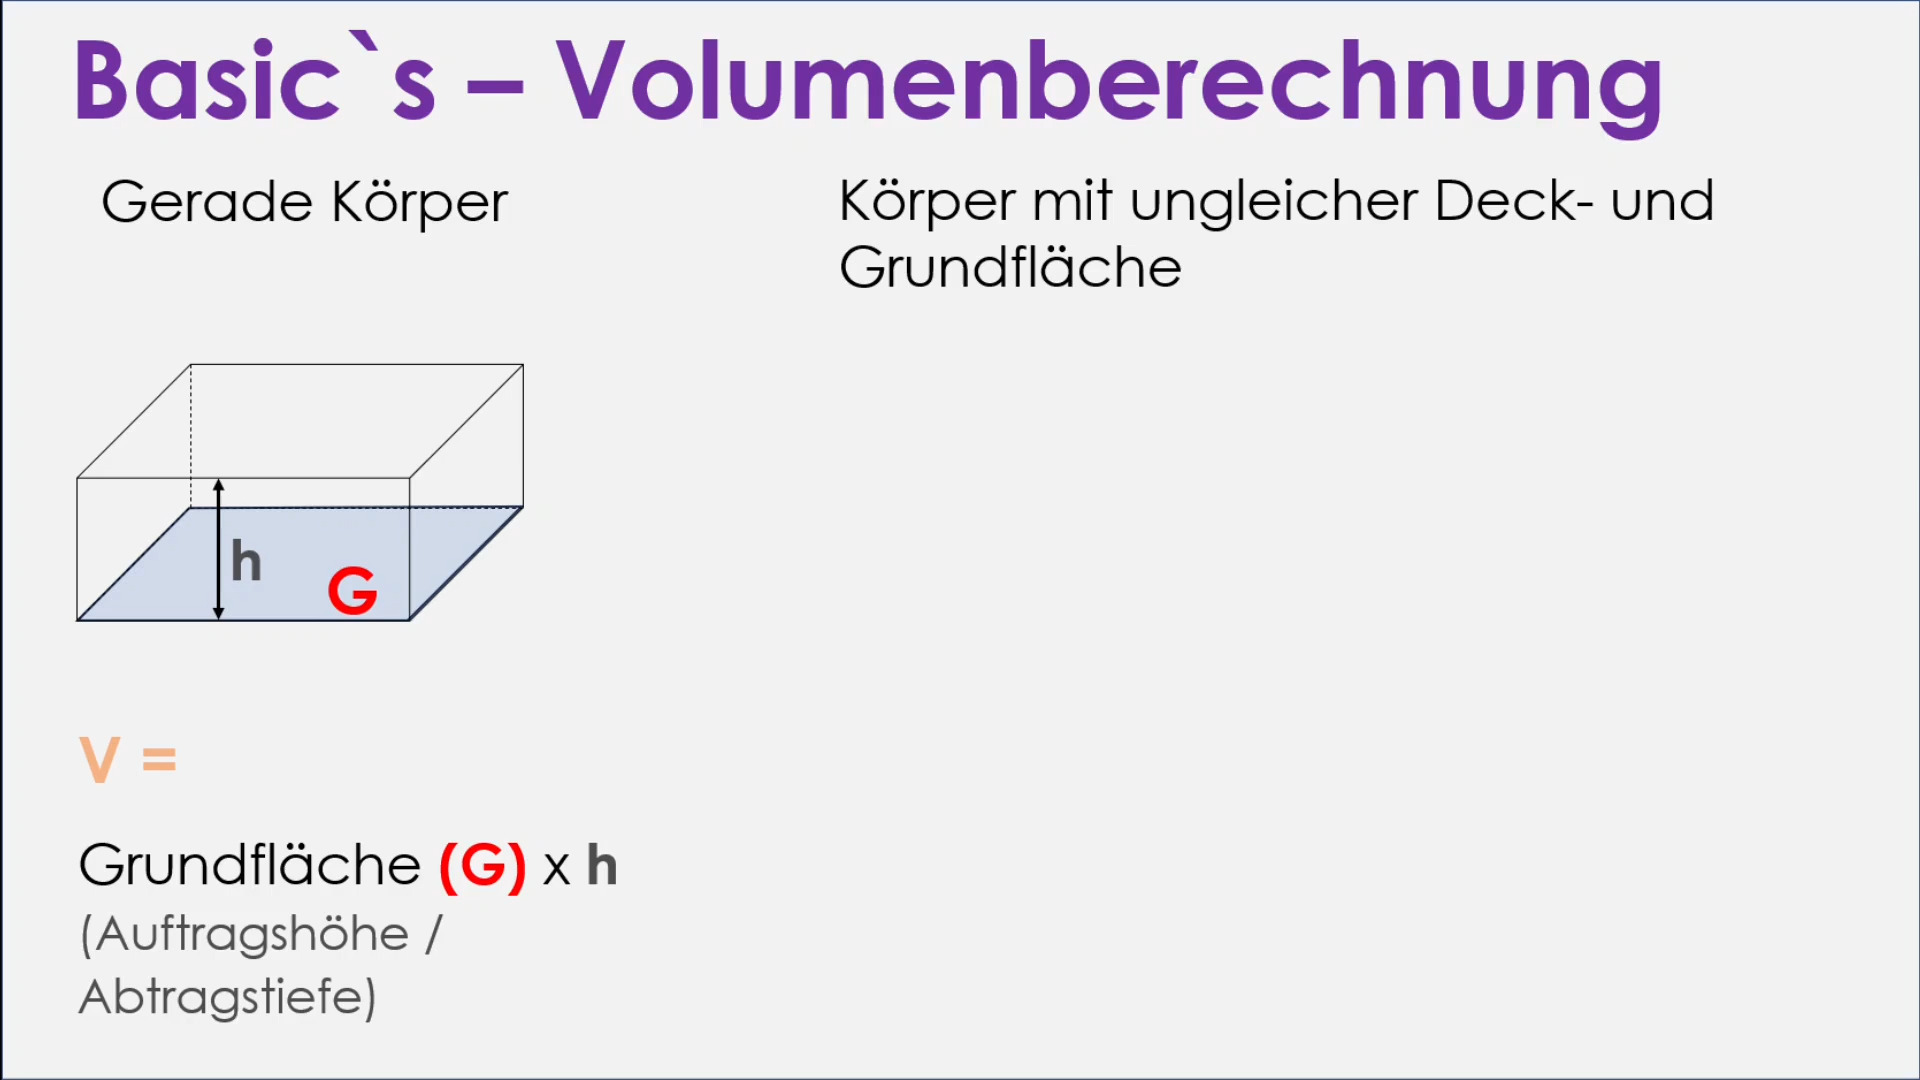 Basic`s – Volumenberechnung
Gerade Körper
Körper mit ungleicher Deck- und
Grundfläche
h
G
V =
Grundfläche (G) x h
(Auftragshöhe /
Abtragstiefe)